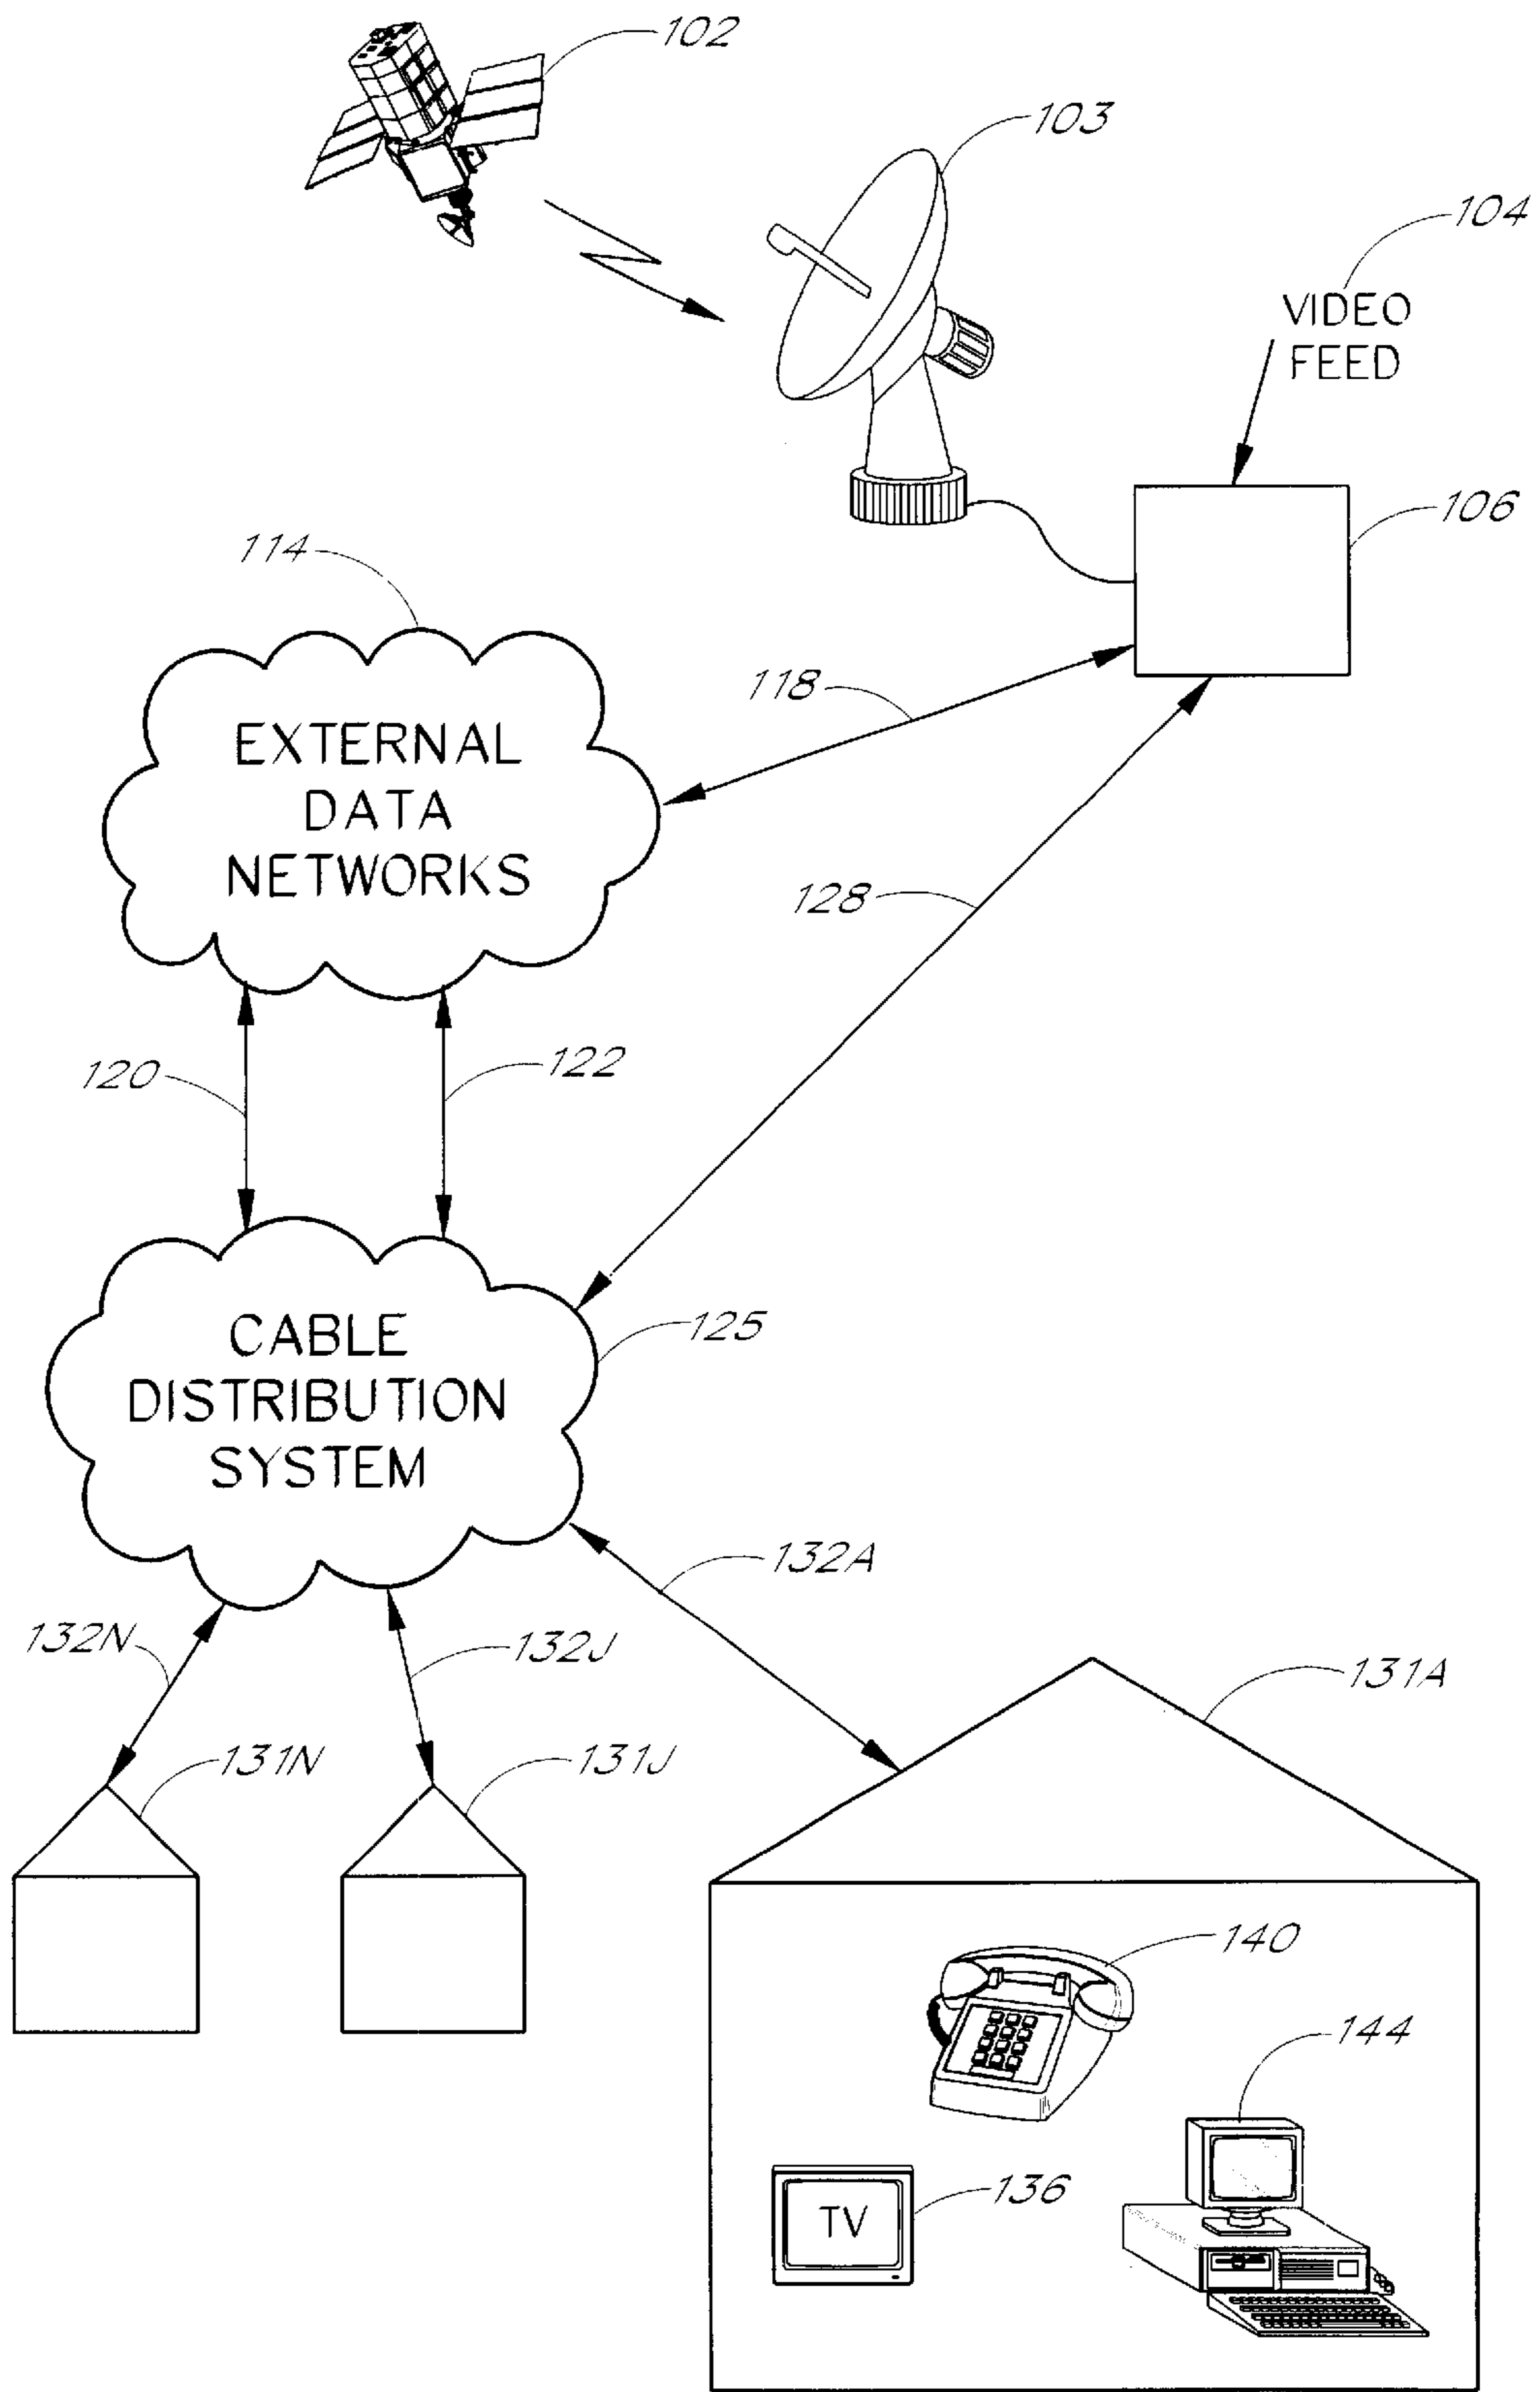 102
103
104
VIDEO
FEED
106
114
118
EXTERNAL
DATA
NETWORKS
128
120
122
125
CABLE
DISTRIBUTION
SYSTEM
132A
132N
132J
131A
131N
131J
140
144
136
TV